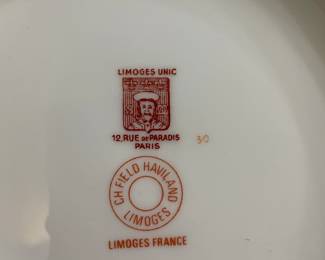 LIMOGES UNIC
12, RUE DE PARADIS
PARIS
30
CH FIELD HAVILAND
LIMOGES
LIMOGES FRANCE